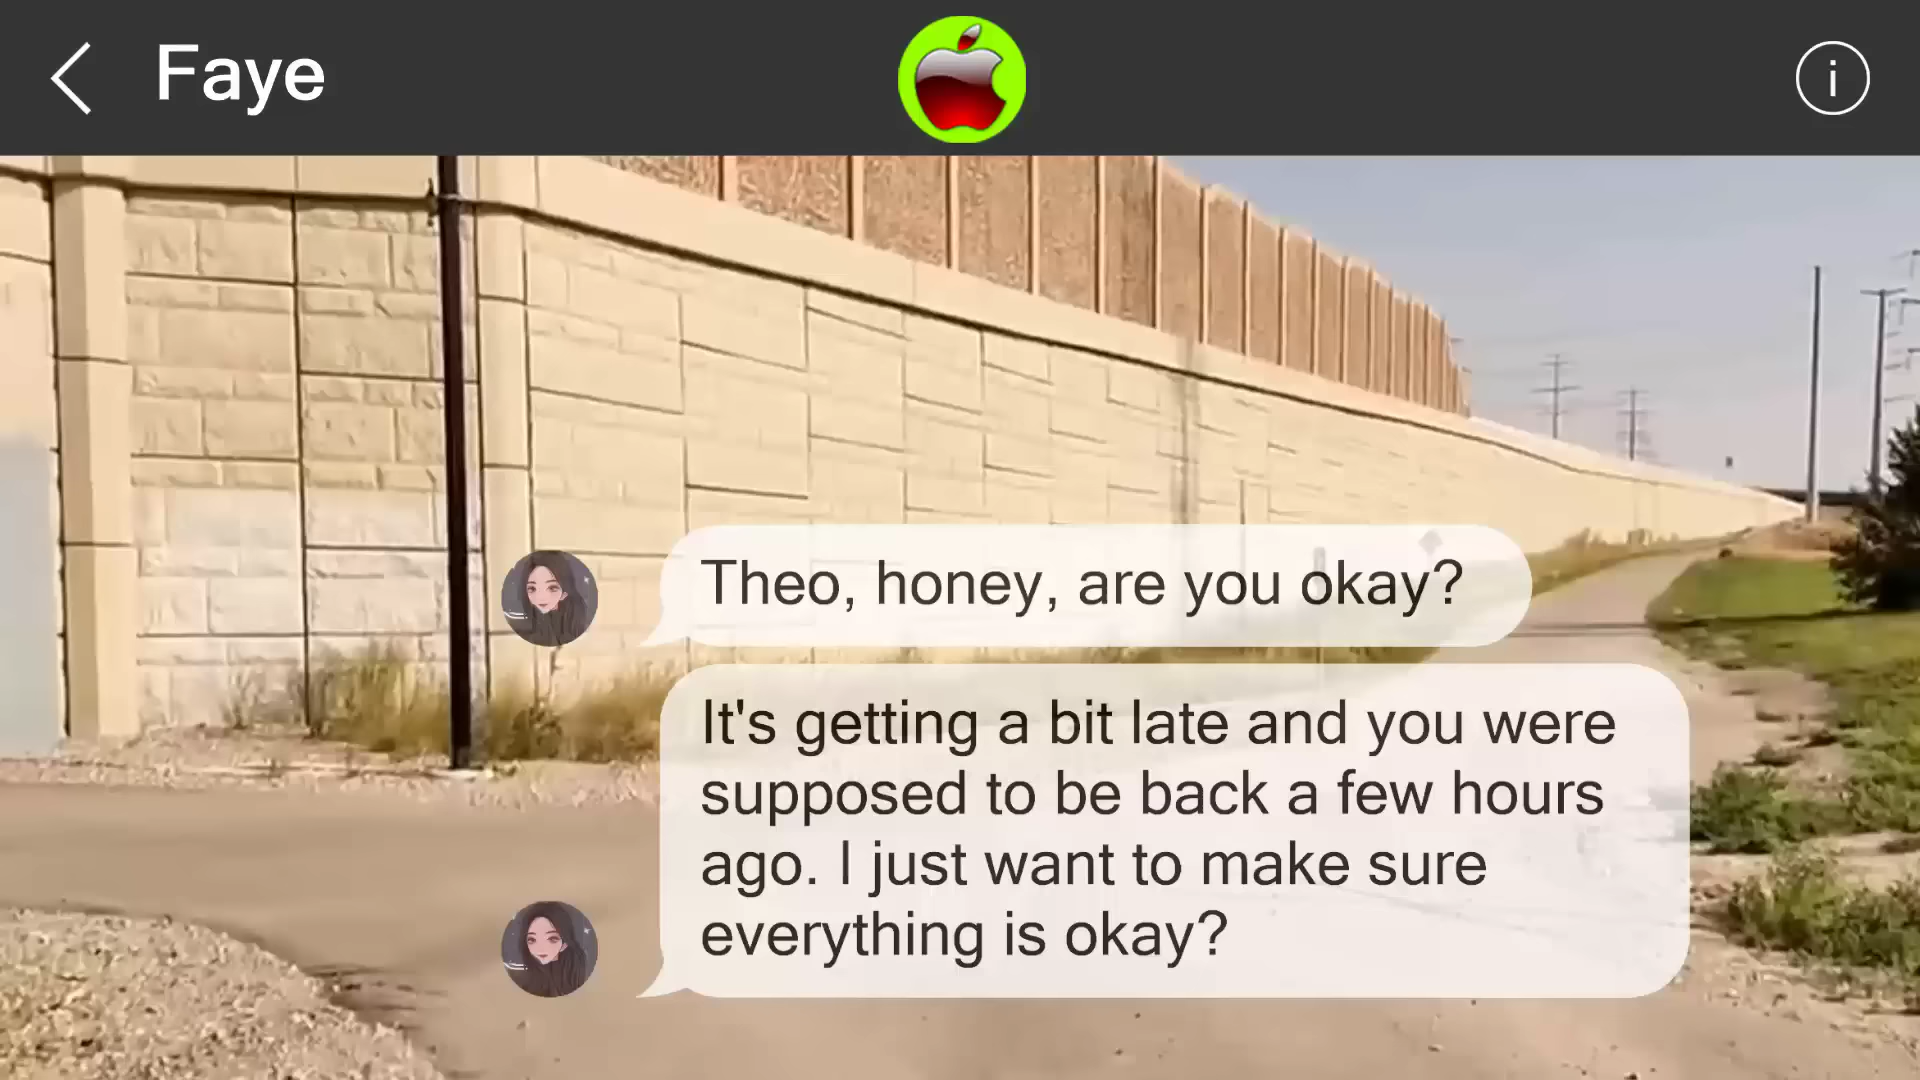 Faye
Theo, honey, are you okay?
It's getting a bit late and you were
supposed to be back a few hours
ago. I just want to make sure
everything is okay?